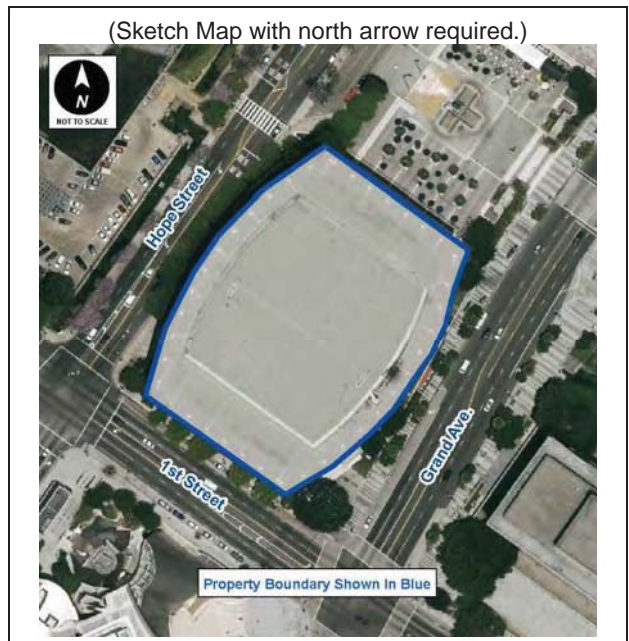 (Sketch Map with north arrow required.)
N
NOT TO SCALE
Hope Street
Grand Ave.
1st Street
Property Boundary Shown In Blue